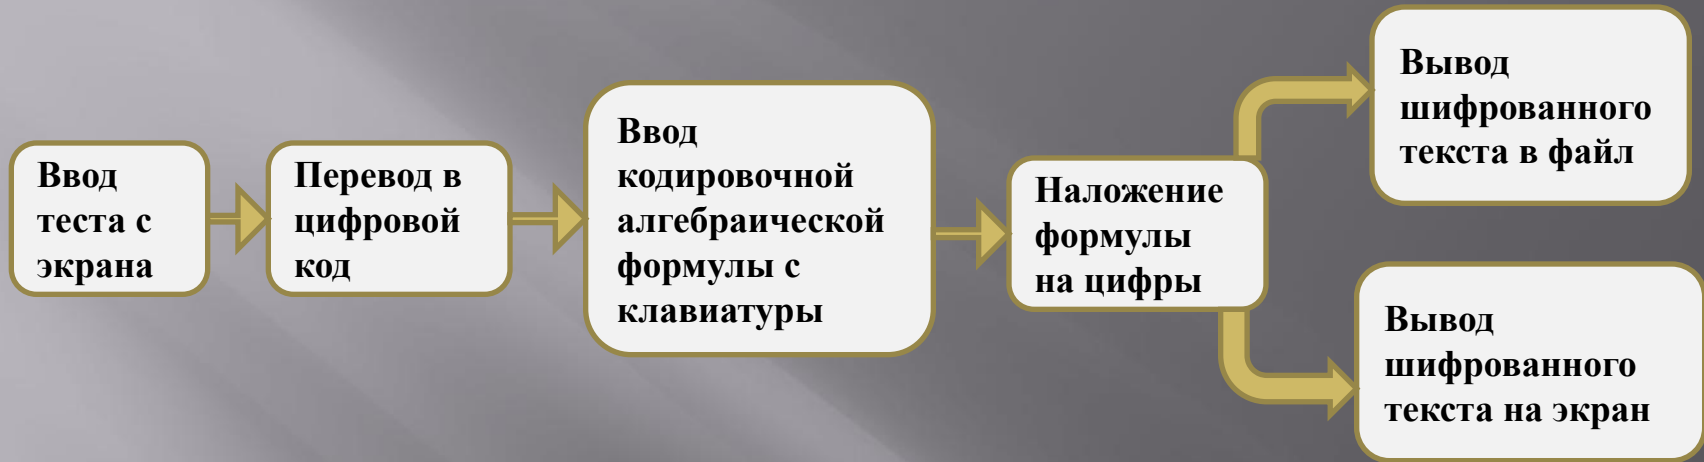 Ввод
теста с
экрана
Перевод в
цифровой
код
Ввод
кодировочной
алгебраической
формулы с
клавиатуры
Наложение
формулы
на цифры
Вывод
шифрованного
текста в файл
Вывод
шифрованного
текста на экран